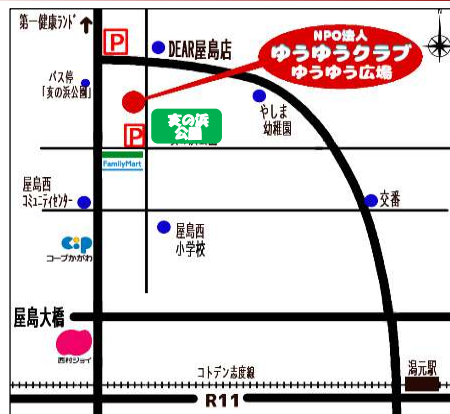 第一健康ランド
P
DEAR屋島店
NPO法人
ゆうゆうクラブ
ゆうゆう広場
バス停
「亥の浜公園」
やしま
幼稚園
P
亥の浜
公園
FamilyMart
屋島西
コミュニティセンター
交番
屋島西
小学校
コープかがわ
屋島大橋
西村ジョイ
コトデン志度線
潟元駅
R11